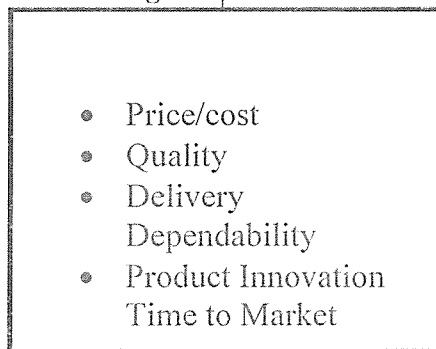 • Price/cost
• Quality
• Delivery
Dependability
• Product Innovation
Time to Market